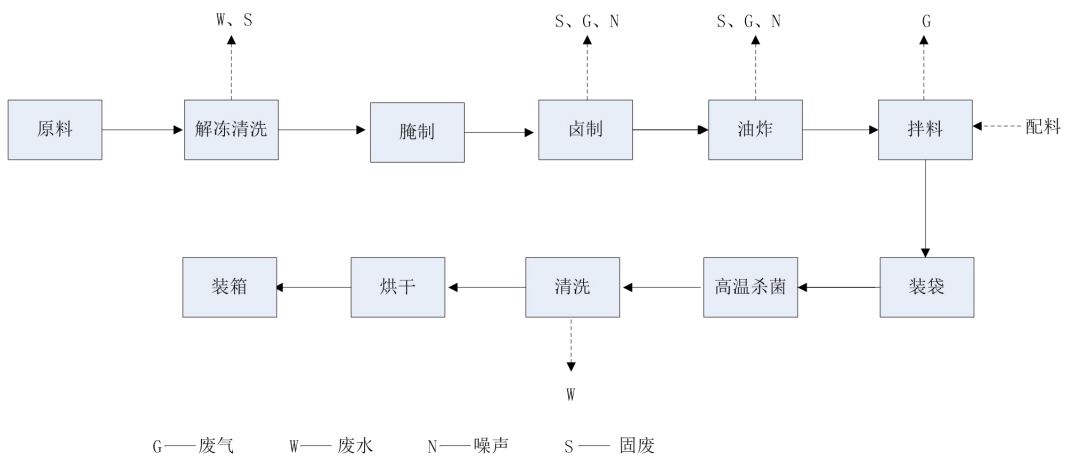 W、S S、G、N S、G、N G
原料 解冻清洗 腌制 卤制 油炸 拌料 配料
装箱 烘干 清洗 高温杀菌 装袋
W
G——废气 W——废水 N——噪声 S——固废